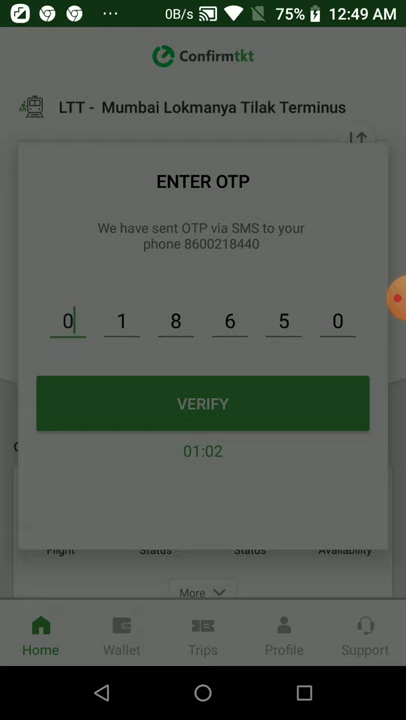 0B/s 75% 12:49 AM
Confirmtkt
LTT - Mumbai Lokmanya Tilak Terminus
ENTER OTP
We have sent OTP via SMS to your
phone 8600218440
0 1 8 6 5 0
VERIFY
01:02
Flight Status Status Availability
More
Home Wallet Trips Profile Support